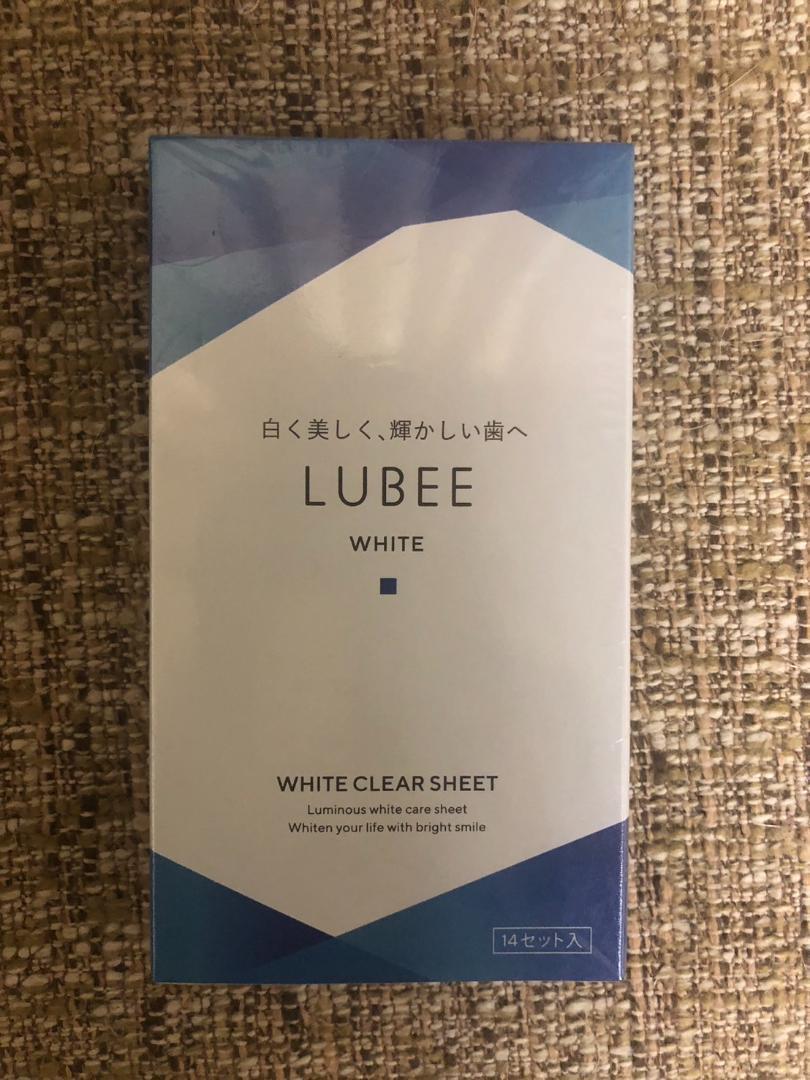 白く美しく、輝かしい歯へ
LUBEE
WHITE
WHITE CLEAR SHEET
Luminous white care sheet
Whiten your life with bright smile
14セット入